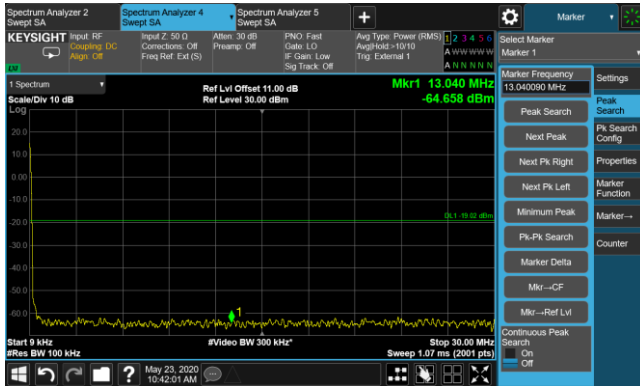 Spectrum Analyzer 2
Swept SA
Spectrum Analyzer 4
Swept SA
Spectrum Analyzer 5
Swept SA
Marker
KEYSIGHT
Input: RF
Coupling: DC
Align: Off
Input Z: 50 Ω
Corrections: Off
Freq Ref: Ext (S)
Atten: 30 dB
Preamp: Off
PNO: Fast
Gate: LO
IF Gain: Low
Sig Track: Off
Avg Type: Power (RMS)
Avg|Hold:>10/10
Trig: External 1
1 2 3 4 5 6
A W W W W W
A N N N N N
Select Marker
Marker 1
1 Spectrum
Scale/Div 10 dB
Log
Ref Lvl Offset 11.00 dB
Ref Level 30.00 dBm
Mkr1 13.040 MHz
-64.658 dBm
20.0
10.0
0.00
-10.0
-20.0
-30.0
-40.0
-50.0
-60.0
DL1 -19.02 dBm
1
Start 9 kHz
#Res BW 100 kHz
#Video BW 300 kHz*
Stop 30.00 MHz
Sweep 1.07 ms (2001 pts)
Marker Frequency
13.040090 MHz
Peak Search
Next Peak
Next Pk Right
Next Pk Left
Minimum Peak
Pk-Pk Search
Marker Delta
Mkr→CF
Mkr→Ref Lvl
Continuous Peak
Search
On
Off
Settings
Peak
Search
Pk Search
Config
Properties
Marker
Function
Marker→
Counter
?
May 23, 2020
10:42:01 AM